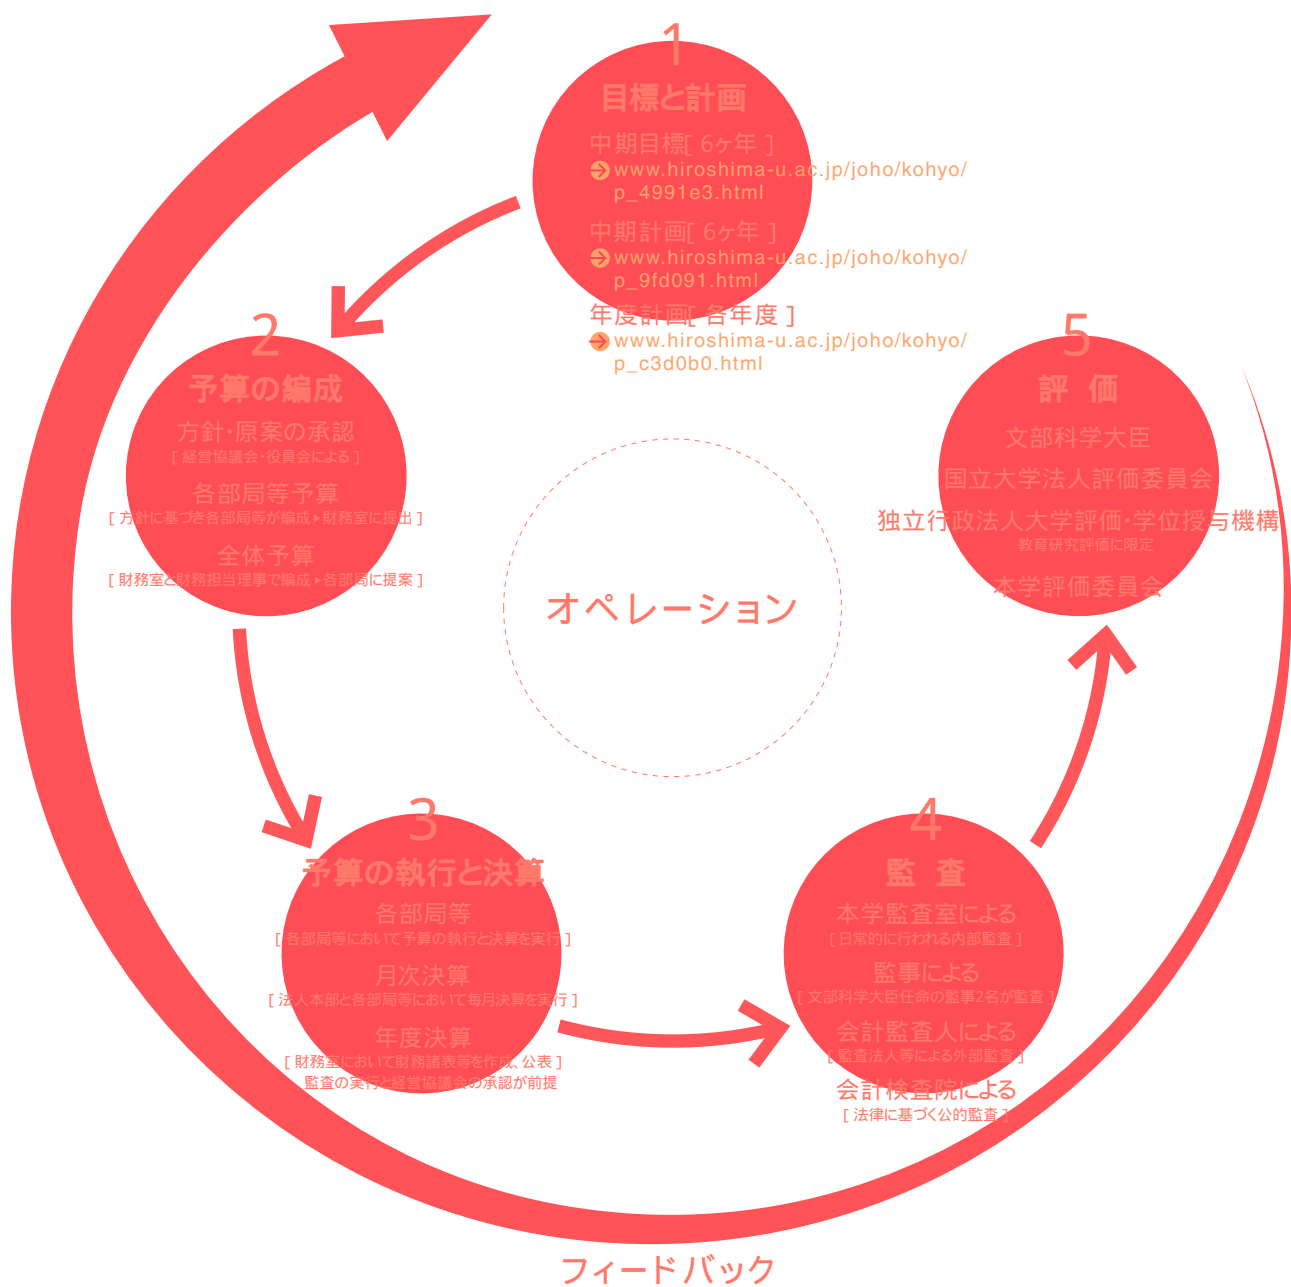 1
目標と計画
中期目標[ 6ヶ年 ]
www.hiroshima-u.ac.jp/joho/kohyo/
p_4991e3.html
中期計画[ 6ヶ年 ]
www.hiroshima-u.ac.jp/joho/kohyo/
p_9fd091.html
年度計画[ 各年度 ]
www.hiroshima-u.ac.jp/joho/kohyo/
p_c3d0b0.html
2
予算の編成
方針・原案の承認
[ 経営協議会・役員会による ]
各部局等予算
[ 方針に基づき各部局等が編成▶財務室に提出 ]
全体予算
[ 財務室と財務担当理事で編成▶各部局に提案 ]
3
予算の執行と決算
各部局等
[ 各部局等において予算の執行と決算を実行 ]
月次決算
[ 法人本部と各部局等において毎月決算を実行 ]
年度決算
[ 財務室において財務諸表等を作成、公表 ]
監査の実行と経営協議会の承認が前提
4
監 査
本学監査室による
[ 日常的に行われる内部監査 ]
監事による
[ 文部科学大臣任命の監事2名が監査 ]
会計監査人による
[ 監査法人等による外部監査 ]
会計検査院による
[ 法律に基づく公的監査 ]
5
評 価
文部科学大臣
国立大学法人評価委員会
独立行政法人大学評価・学位授与機構
教育研究評価に限定
本学評価委員会
オペレーション
フィードバック